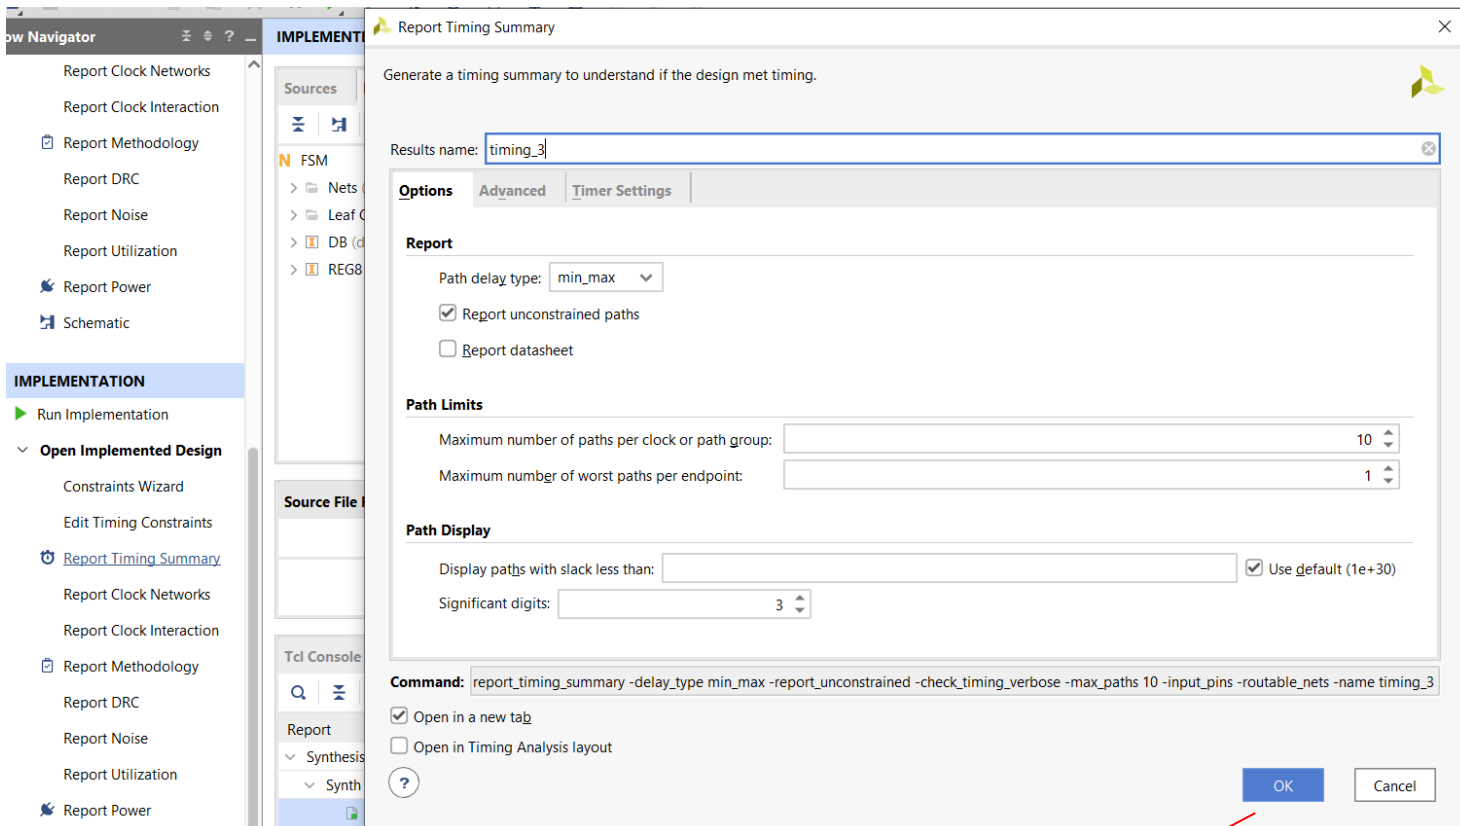 ow Navigator
Report Clock Networks
Report Clock Interaction
Report Methodology
Report DRC
Report Noise
Report Utilization
Report Power
Schematic
IMPLEMENTATION
Run Implementation
Open Implemented Design
Constraints Wizard
Edit Timing Constraints
Report Timing Summary
Report Clock Networks
Report Clock Interaction
Report Methodology
Report DRC
Report Noise
Report Utilization
Report Power
IMPLEMENT
Sources
N FSM
Nets (
Leaf C
DB (d
REG8
Source File
Tcl Console
Report
Synthesis
Synth
Report Timing Summary
Generate a timing summary to understand if the design met timing.
Results name: timing_3
Options Advanced Timer Settings
Report
Path delay type: min_max
Report unconstrained paths
Report datasheet
Path Limits
Maximum number of paths per clock or path group: 10
Maximum number of worst paths per endpoint: 1
Path Display
Display paths with slack less than: Use default (1e+30)
Significant digits: 3
Command: report_timing_summary -delay_type min_max -report_unconstrained -check_timing_verbose -max_paths 10 -input_pins -routable_nets -name timing_3
Open in a new tab
Open in Timing Analysis layout
?
OK Cancel